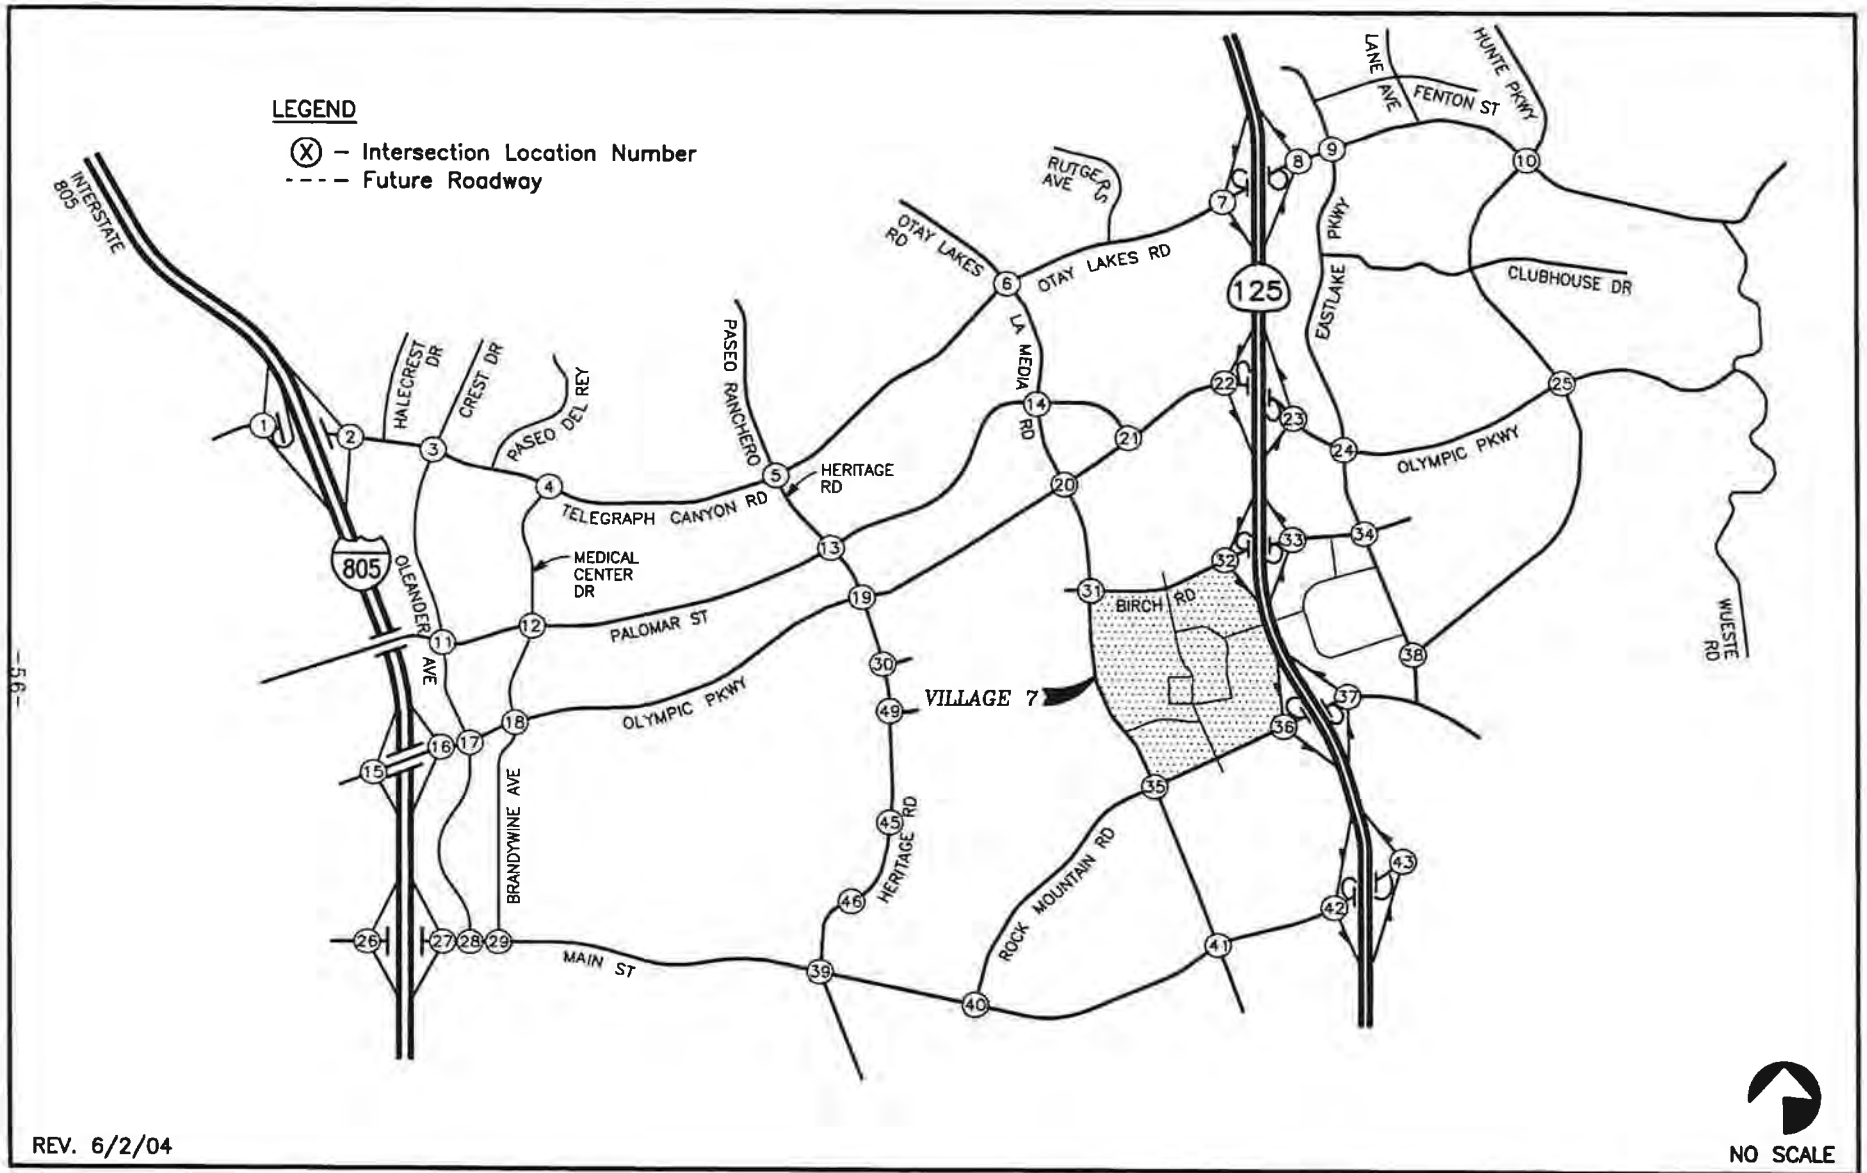 LEGEND
X – Intersection Location Number
---- Future Roadway
INTERSTATE
805
805
125
HALECREST
DR
CREST DR
PASEO DEL REY
PASEO RANCHERO
OTAY LAKES
RD
RUTGERS
AVE
OTAY LAKES RD
LANE
AVE
FENTON ST
HUNTE PKWY
EASTLAKE PKWY
CLUBHOUSE DR
LA MEDIA
RD
HERITAGE
RD
TELEGRAPH CANYON RD
MEDICAL
CENTER
DR
OLEANDER
AVE
PALOMAR ST
OLYMPIC PKWY
OLYMPIC PKWY
BIRCH RD
WUESTE
RD
VILLAGE 7
BRANDYWINE AVE
HERITAGE RD
ROCK MOUNTAIN RD
MAIN ST
1
2
3
4
5
6
7
8
9
10
11
12
13
14
15
16
17
18
19
20
21
22
23
24
25
26
27
28
29
30
31
32
33
34
35
36
37
38
39
40
41
42
43
45
46
49
-56-
REV. 6/2/04
NO SCALE